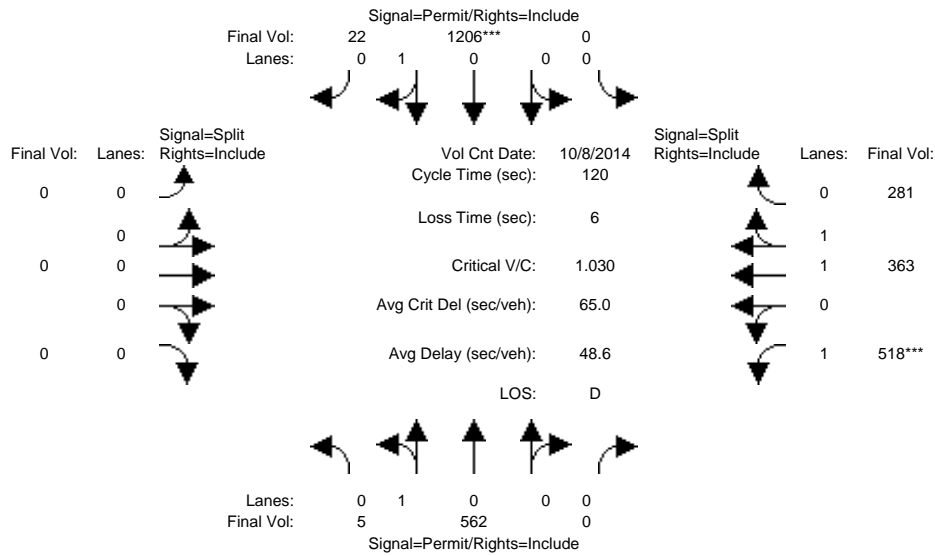 Signal=Permit/Rights=Include
Final Vol: 22 1206*** 0
Lanes: 0 1 0 0 0
Signal=Split Signal=Split
Final Vol: Lanes: Rights=Include Vol Cnt Date: 10/8/2014 Rights=Include Lanes: Final Vol:
Cycle Time (sec): 120
0 0 0 281
Loss Time (sec): 6
0 1
0 0 Critical V/C: 1.030 1 363
0 Avg Crit Del (sec/veh): 65.0 0
0 0 Avg Delay (sec/veh): 48.6 1 518***
LOS: D
Lanes: 0 1 0 0 0
Final Vol: 5 562 0
Signal=Permit/Rights=Include